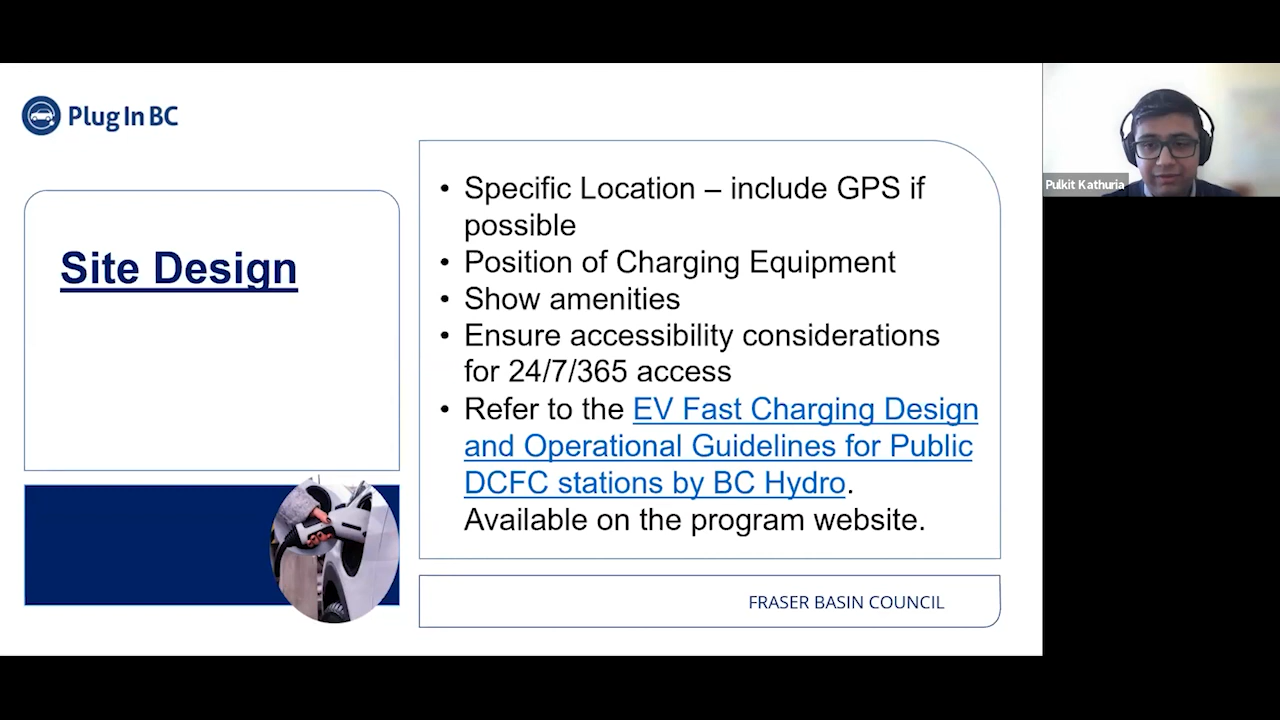 Plug In BC
Site Design
• Specific Location – include GPS if
possible
• Position of Charging Equipment
• Show amenities
• Ensure accessibility considerations
for 24/7/365 access
• Refer to the EV Fast Charging Design
and Operational Guidelines for Public
DCFC stations by BC Hydro.
Available on the program website.
FRASER BASIN COUNCIL
Pulkit Kathuria